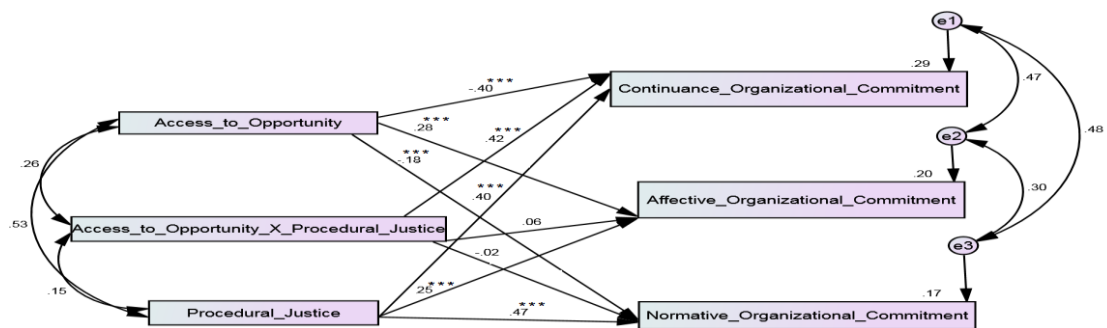 e1
.29
Continuance_Organizational_Commitment
.47
.48
-.40***
Access_to_Opportunity
.28***
.42***
-.18***
e2
.20
.26
.40***
.30
Affective_Organizational_Commitment
.53
.06
Access_to_Opportunity_X_Procedural_Justice
-.02
e3
.15
.25***
.17
Procedural_Justice
.47***
Normative_Organizational_Commitment